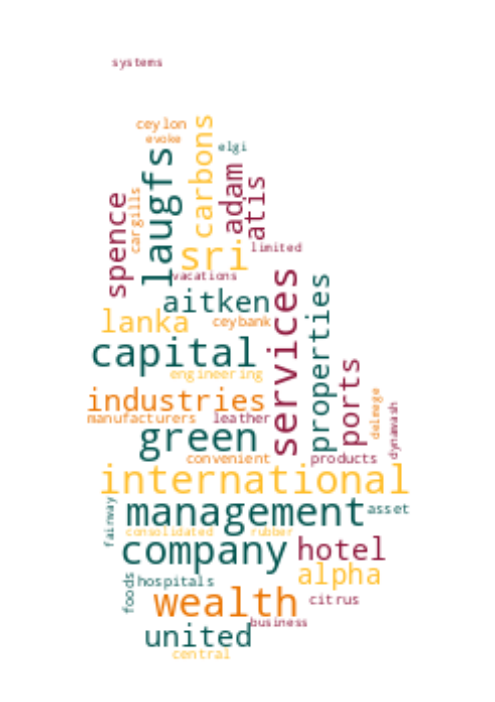 systems
ceylon
evoke
elgi
laugfs
carbons
adam
atis
spence
cargills
sri
limited
vacations
aitken
services
properties
lanka
ceybank
capital
ports
engineering
industries
delmege
dynawash
manufacturers
leather
green
convenient
products
international
management
asset
fairway
consolidated
rubber
company
hotel
alpha
foods
hospitals
wealth
citrus
business
united
central